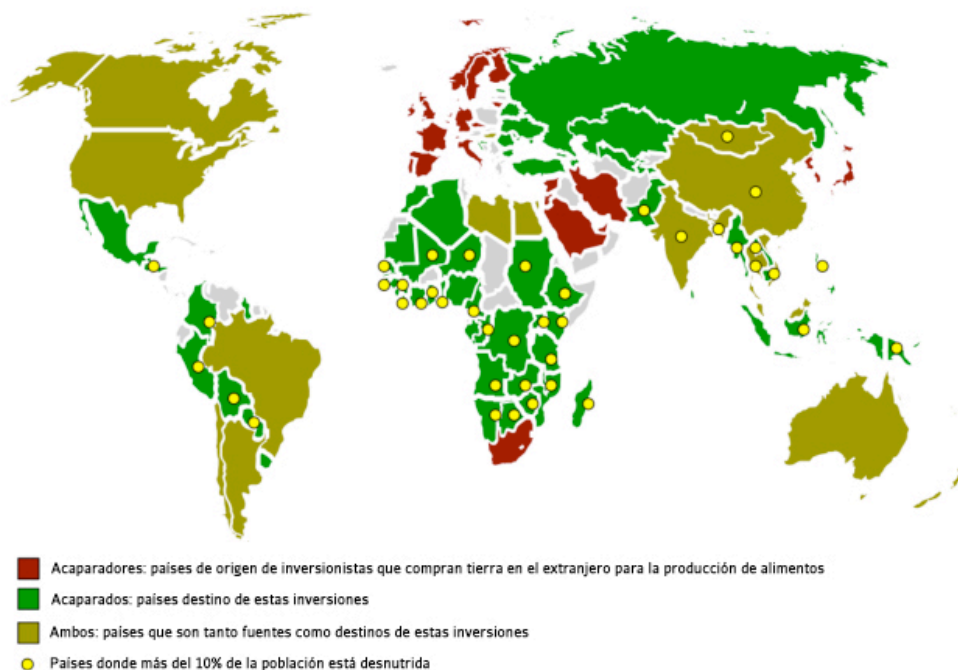 Acaparadores: países de origen de inversionistas que compran tierra en el extranjero para la producción de alimentos
Acaparados: países destino de estas inversiones
Ambos: países que son tanto fuentes como destinos de estas inversiones
Países donde más del 10% de la población está desnutrida